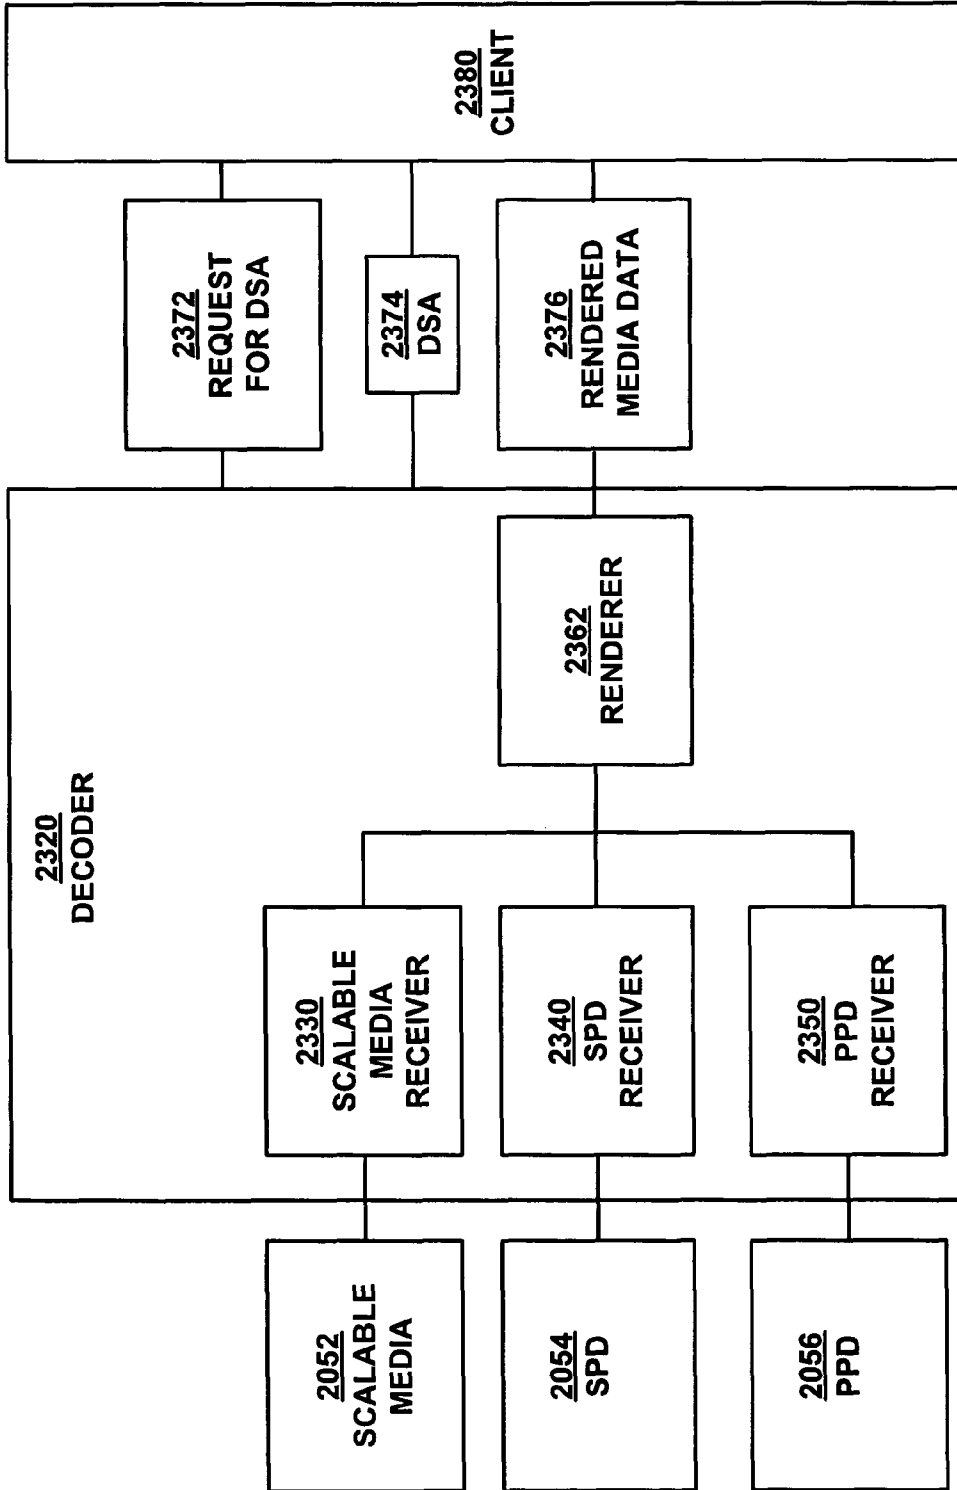 2320
DECODER
2052
SCALABLE
MEDIA
2330
SCALABLE
MEDIA
RECEIVER
2372
REQUEST
FOR DSA
2380
CLIENT
2374
DSA
2054
SPD
2340
SPD
RECEIVER
2362
RENDERER
2376
RENDERED
MEDIA DATA
2056
PPD
2350
PPD
RECEIVER